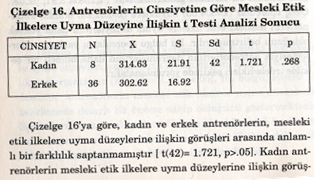 Çizelge 16. Antrenörlerin Cinsiyetine Göre Mesleki Etik
İlkelere Uyma Düzeyine İlişkin t Testi Analizi Sonucu
CİNSİYET N X S Sd t p
Kadın 8 314.63 21.91 42 1.721 .268
Erkek 36 302.62 16.92
Çizelge 16'ya göre, kadın ve erkek antrenörlerin, mesleki
etik ilkelere uyma düzeylerine ilişkin görüşleri arasında anlam-
lı bir farklılık saptanmamıştır [ t(42)= 1.721, p>.05]. Kadın ant-
renörlerin mesleki etik ilkelere uyma düzeylerine ilişkin görüş-